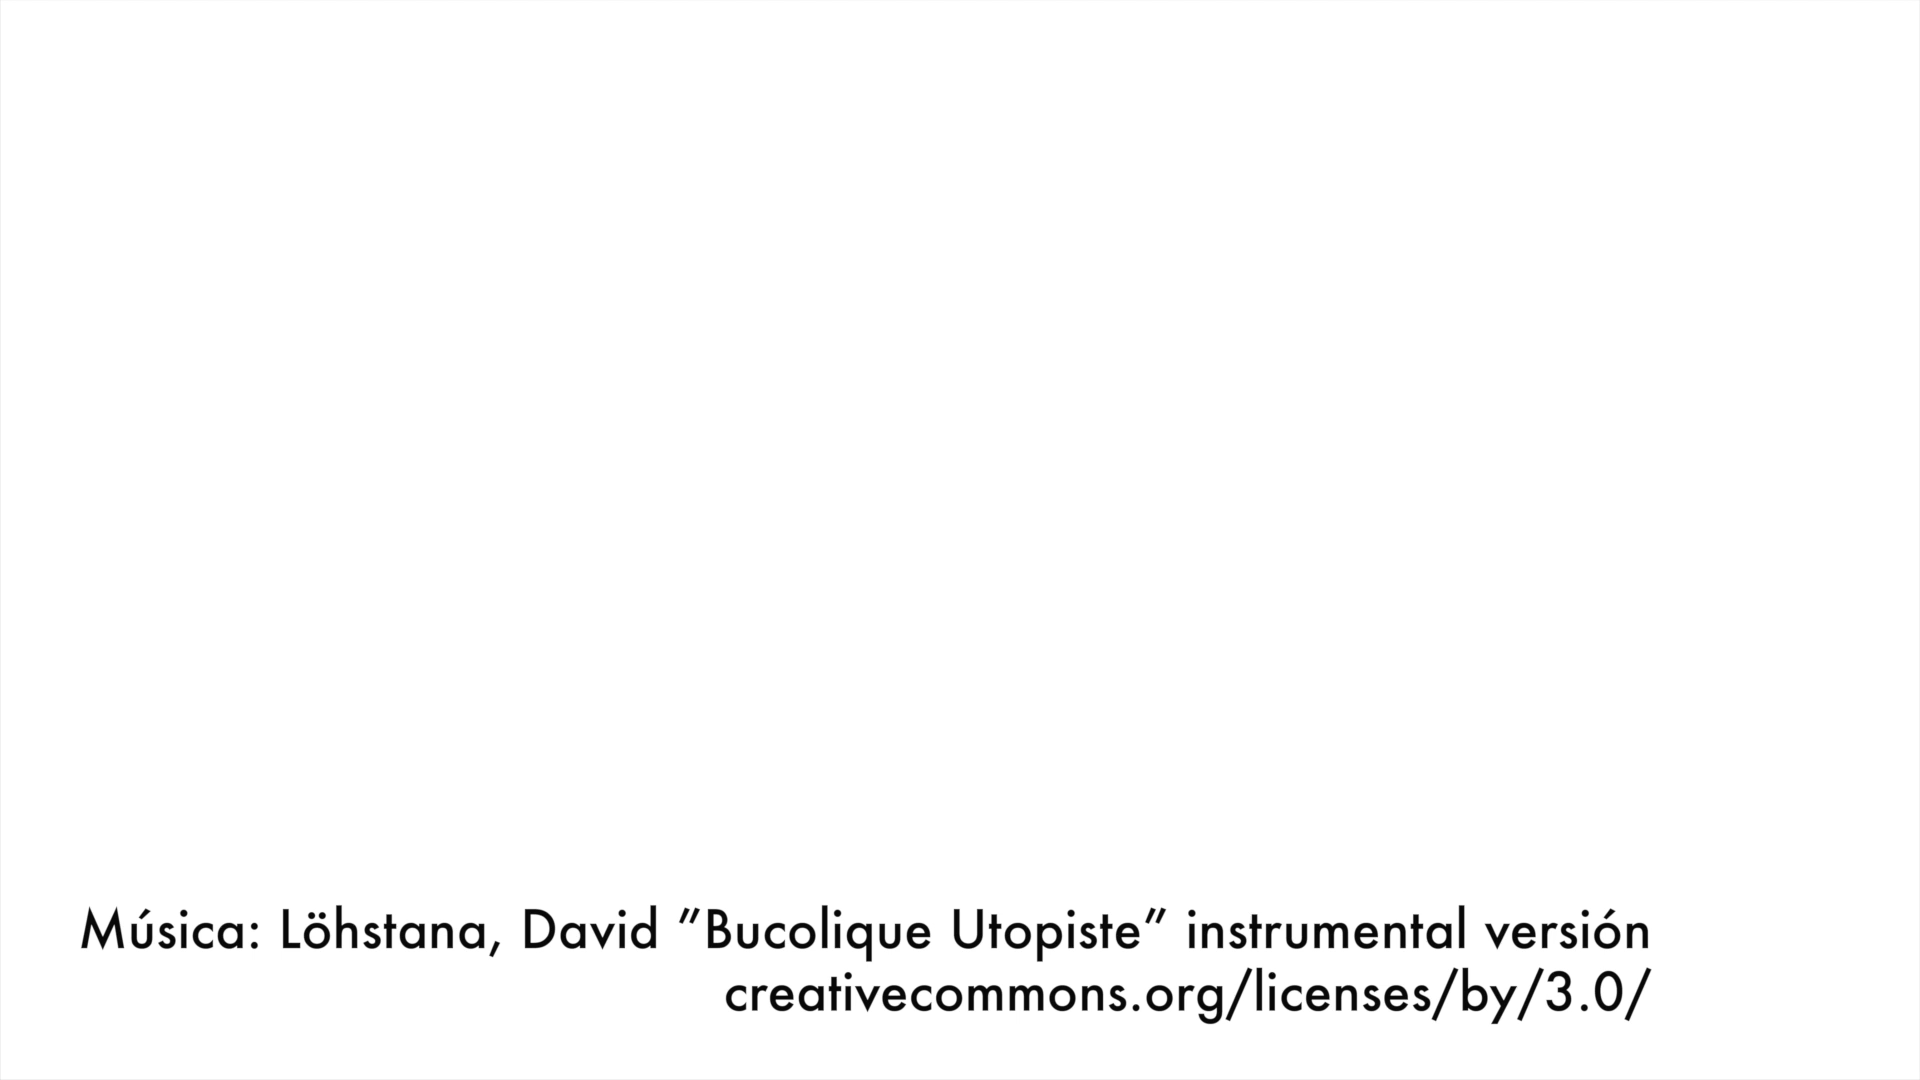 Música: Löhstana, David ”Bucolique Utopiste” instrumental versión
creativecommons.org/licenses/by/3.0/